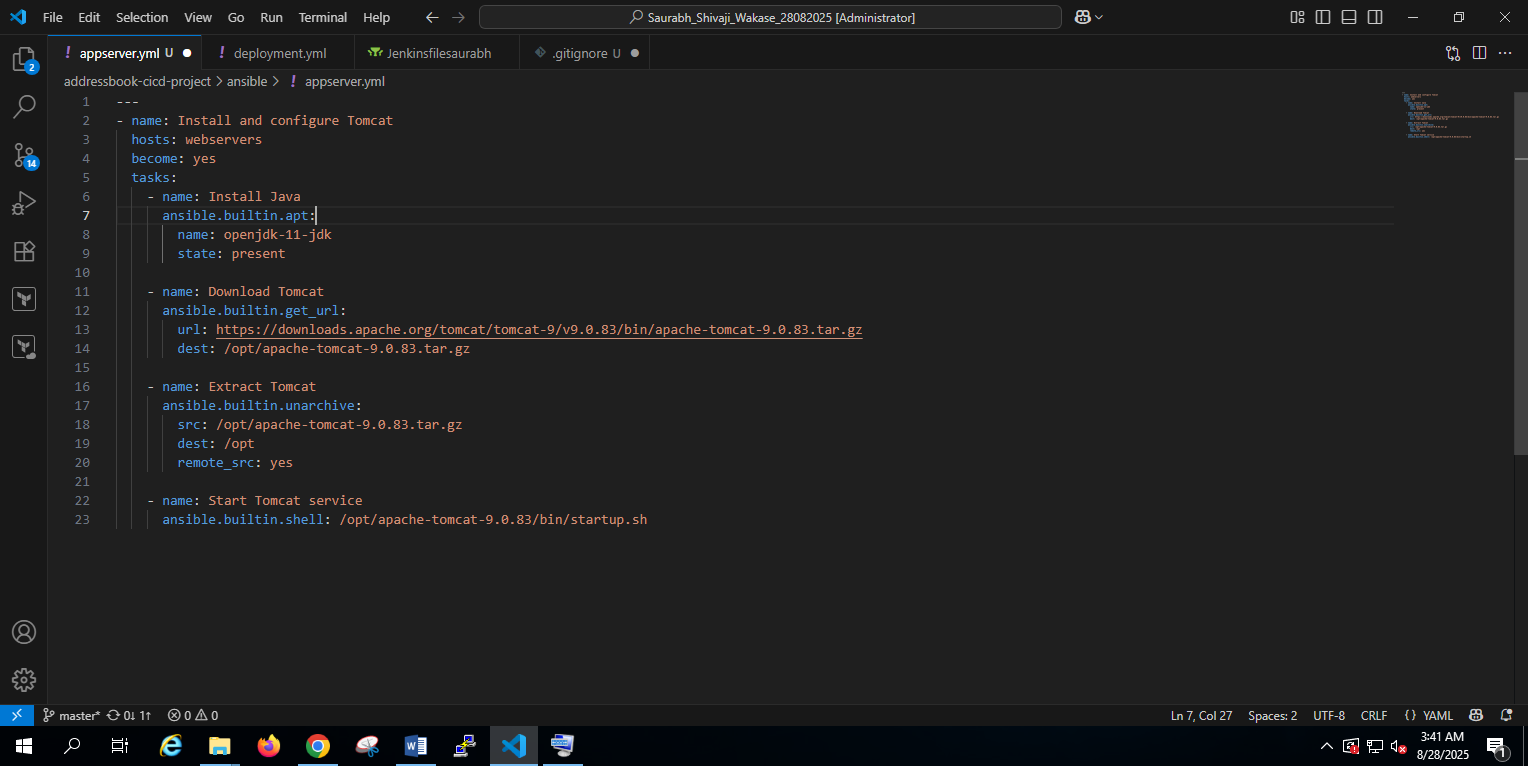 File Edit Selection View Go Run Terminal Help Saurabh_Shivaji_Wakase_28082025 [Administrator]
! appserver.yml U ! deployment.yml Jenkinsfilesaurabh .gitignore U
addressbook-cicd-project > ansible > ! appserver.yml
2
14
1 ---
2 - name: Install and configure Tomcat
3 hosts: webservers
4 become: yes
5 tasks:
6 - name: Install Java
7 ansible.builtin.apt:
8 name: openjdk-11-jdk
9 state: present
10
11 - name: Download Tomcat
12 ansible.builtin.get_url:
13 url: https://downloads.apache.org/tomcat/tomcat-9/v9.0.83/bin/apache-tomcat-9.0.83.tar.gz
14 dest: /opt/apache-tomcat-9.0.83.tar.gz
15
16 - name: Extract Tomcat
17 ansible.builtin.unarchive:
18 src: /opt/apache-tomcat-9.0.83.tar.gz
19 dest: /opt
20 remote_src: yes
21
22 - name: Start Tomcat service
23 ansible.builtin.shell: /opt/apache-tomcat-9.0.83/bin/startup.sh
master* 0↓ 1↑ 0 0 Ln 7, Col 27 Spaces: 2 UTF-8 CRLF {} YAML
3:41 AM
8/28/2025
1